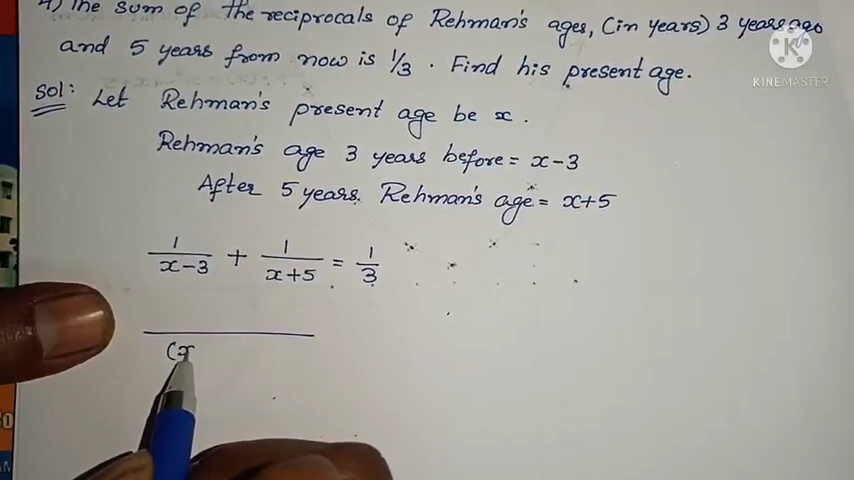 4) The sum of the reciprocals of Rehman's ages, (in years) 3 years ago
and 5 years from now is 1/3. Find his present age.
Sol: Let Rehman's present age be x.
Rehman's age 3 years before = x-3
After 5 years. Rehman's age = x+5
1/(x-3) + 1/(x+5) = 1/3
(x
K
KINEMASTER